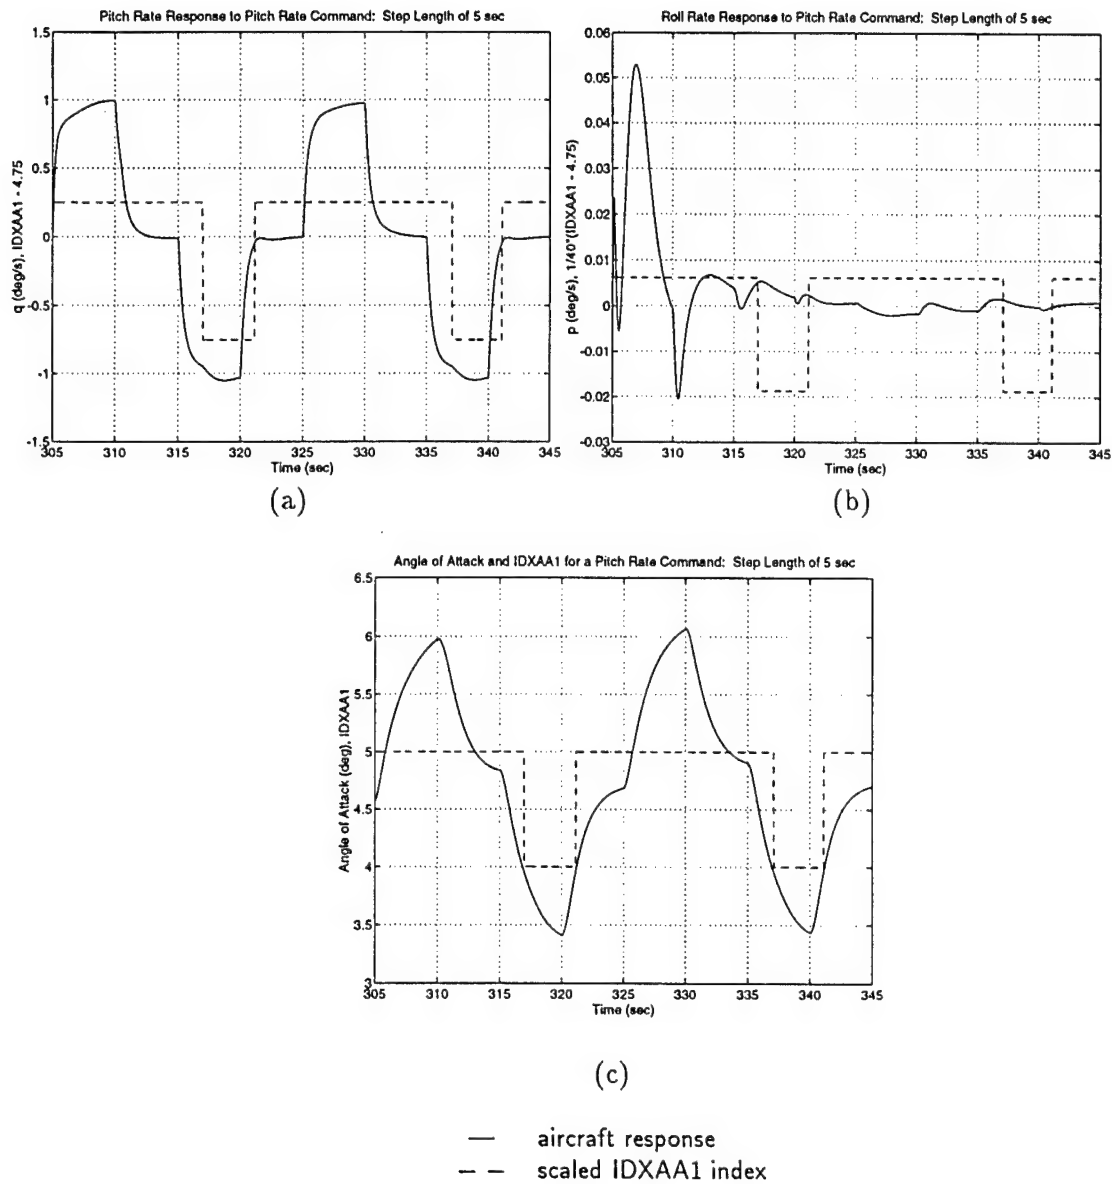 Pitch Rate Response to Pitch Rate Command: Step Length of 5 sec
q (deg/s), IDXAA1 - 4.75
1.5
1
0.5
0
-0.5
-1
-1.5
305 310 315 320 325 330 335 340 345
Time (sec)
(a)
Roll Rate Response to Pitch Rate Command: Step Length of 5 sec
p (deg/s), 1/40*(IDXAA1 - 4.75)
0.06
0.05
0.04
0.03
0.02
0.01
0
-0.01
-0.02
-0.03
305 310 315 320 325 330 335 340 345
Time (sec)
(b)
Angle of Attack and IDXAA1 for a Pitch Rate Command: Step Length of 5 sec
Angle of Attack (deg), IDXAA1
6.5
6
5.5
5
4.5
4
3.5
3
305 310 315 320 325 330 335 340 345
Time (sec)
(c)
— aircraft response
– – scaled IDXAA1 index